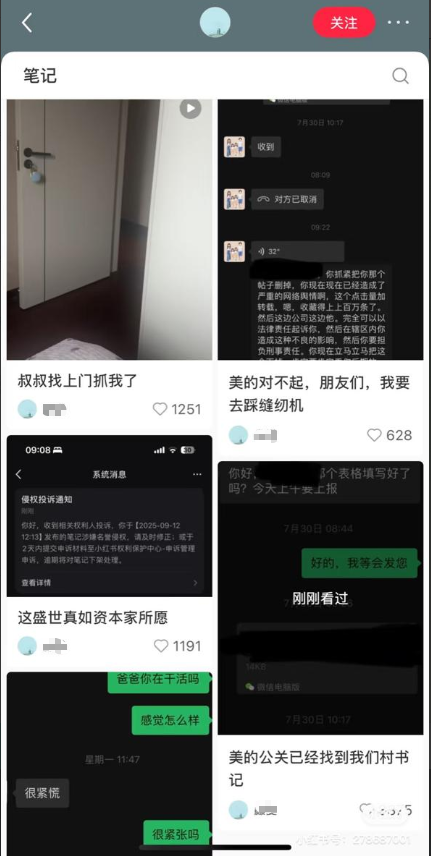 关注
笔记
叔叔找上门抓我了
1251
09:08
系统消息
侵权投诉通知
刚刚
你好，收到相关权利人投诉，你于【2025-09-12
12:13】发布的笔记涉嫌名誉侵权，请及时修正；或于
2天内提交申诉材料至小红书权利保护中心-申诉管理
申诉，逾期将对笔记下架处理。
查看详情
这盛世真如资本家所愿
1191
爸爸你在干活吗
感觉怎么样
星期一 11:47
很紧慌
很紧张吗
微信电脑版
7月30日 10:17
收到
08:09
对方已取消
09:22
32"
你抓紧把你那个
帖子删掉，你现在现在已经造成了
严重的网络舆情啊，这个点击量加
转载，嗯，收藏得上上百万条了。
然后这边公司这边他。完全可以以
法律责任起诉你，然后在辖区内你
造成这种不良的影响，然后你要担
负刑事责任。你现在立马立马把这
美的对不起，朋友们，我要
去踩缝纫机
628
你好，
那个表格填写好了
吗？今天上午要上报
7月30日 08:44
好的，我等会发您
刚刚看过
微信电脑版
7月30日 10:17
美的公关已经找到我们村书
记
小红书号：278687001